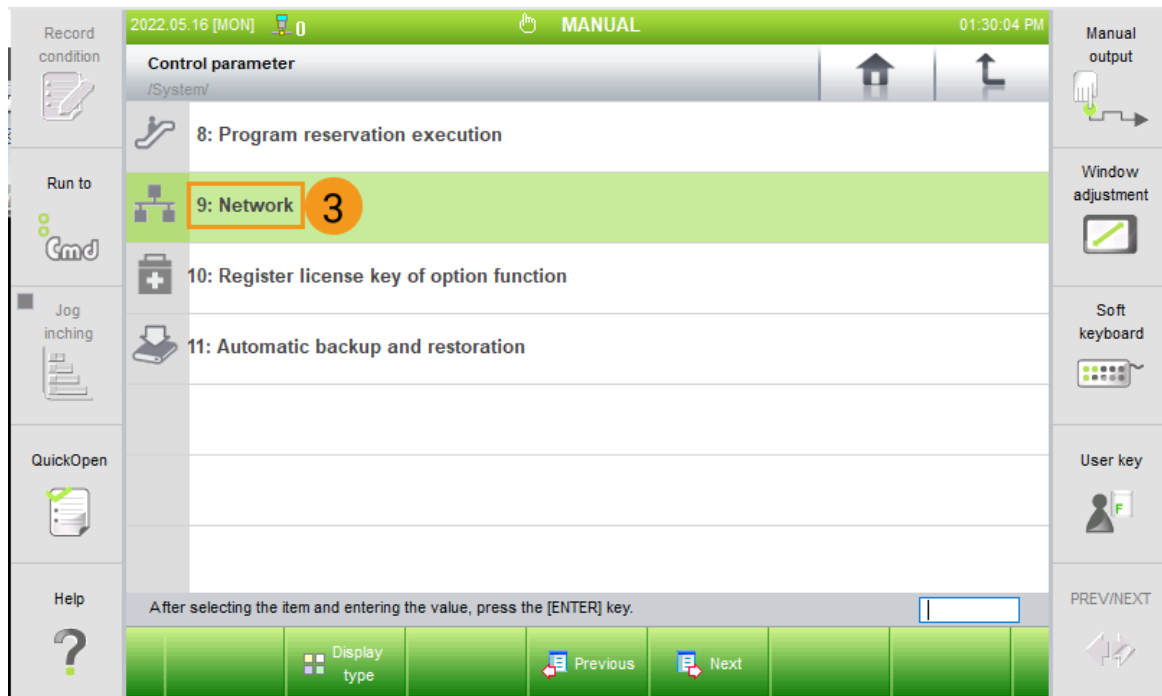 Record
condition
Run to
Cmd
Jog
inching
QuickOpen
Help
2022.05.16 [MON]
0
MANUAL
01:30:04 PM
Control parameter
/System/
8: Program reservation execution
9: Network
3
10: Register license key of option function
11: Automatic backup and restoration
After selecting the item and entering the value, press the [ENTER] key.
Display
type
Previous
Next
Manual
output
Window
adjustment
Soft
keyboard
User key
F
PREV/NEXT